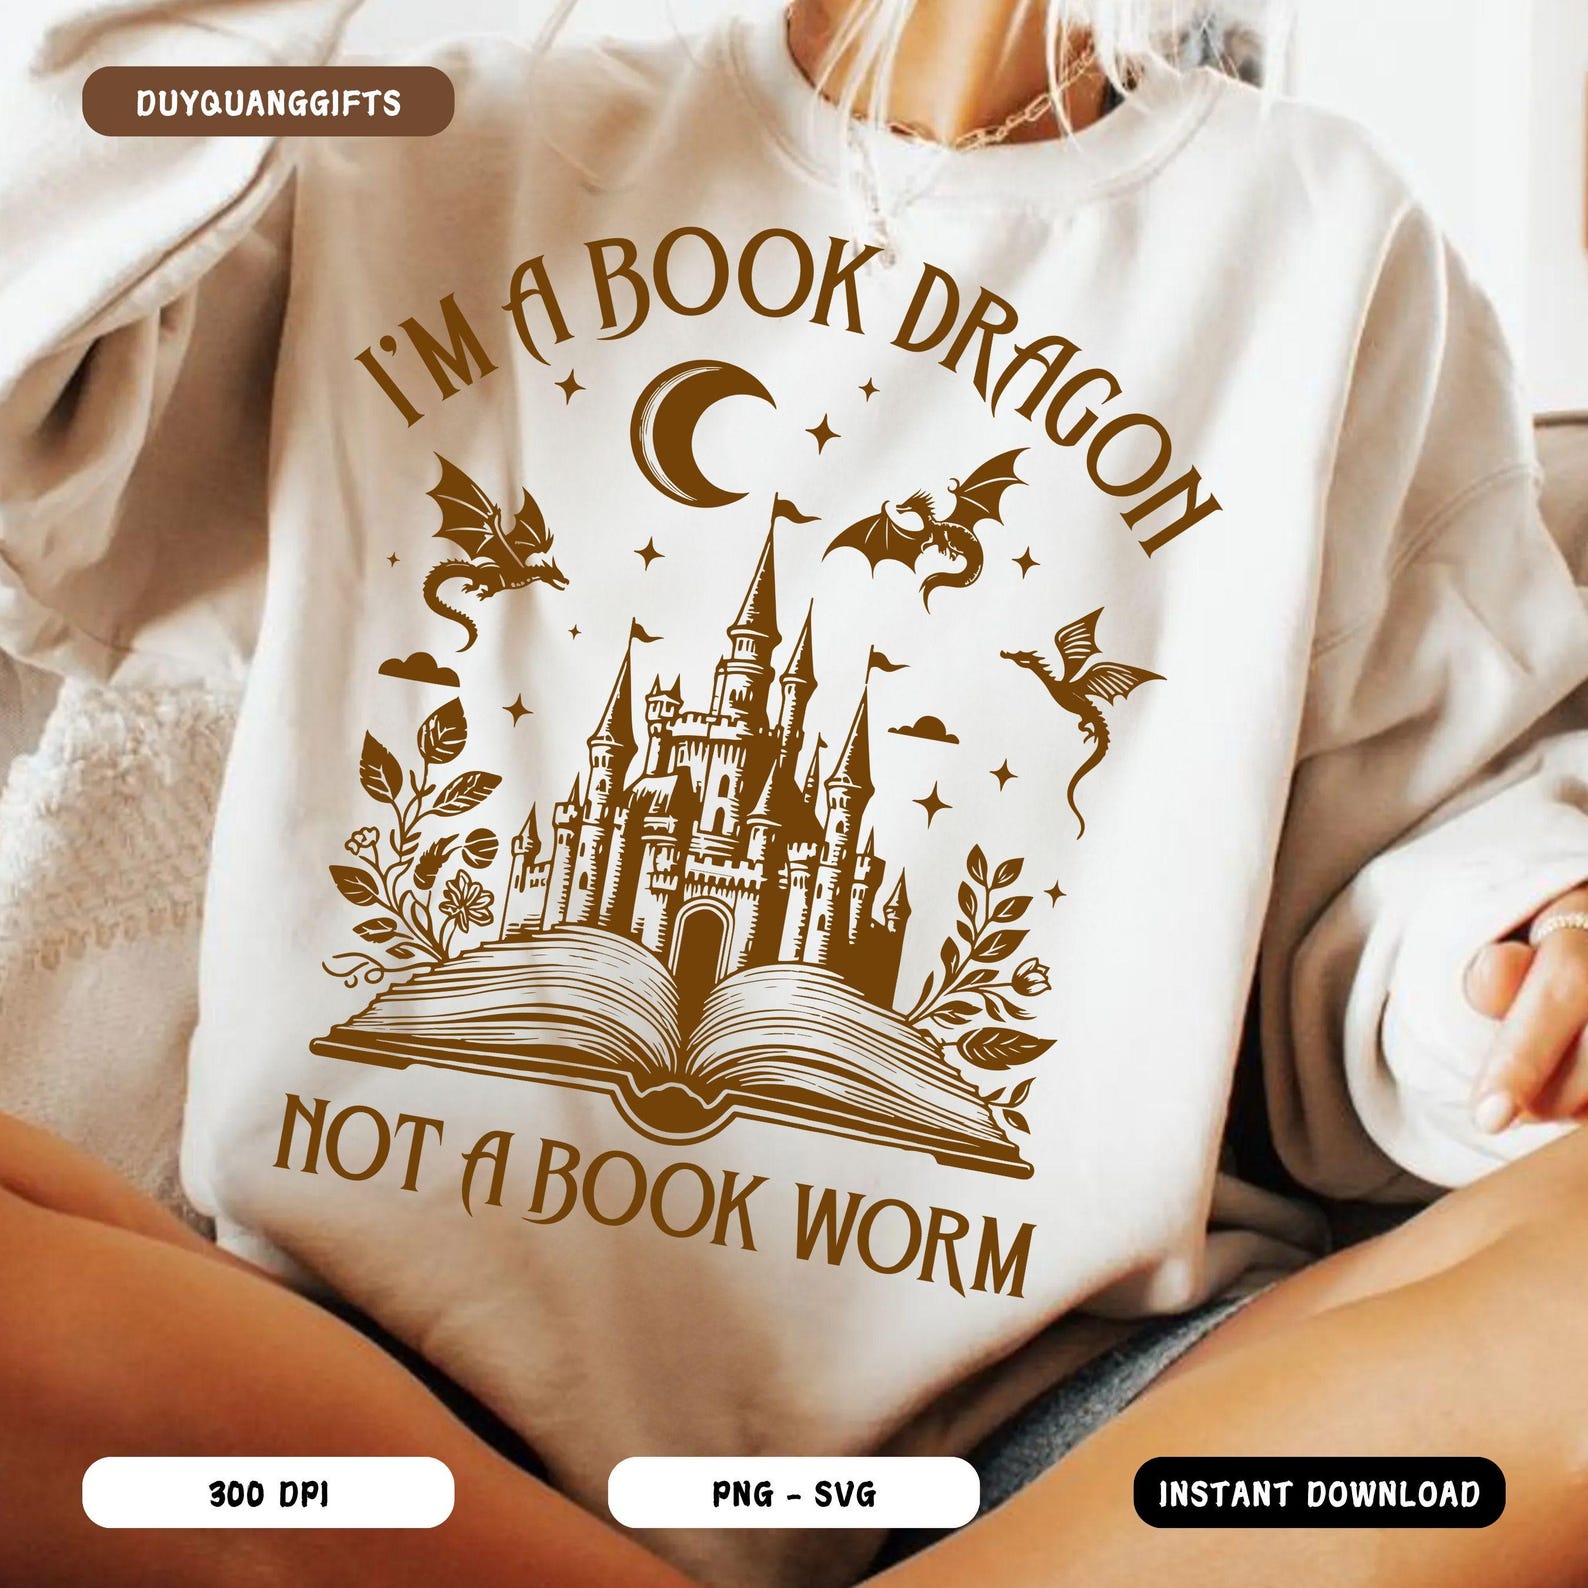 DUYQUANGGIFTS
I'M A BOOK DRAGON
NOT A BOOK WORM
300 DPI
PNG - SVG
INSTANT DOWNLOAD